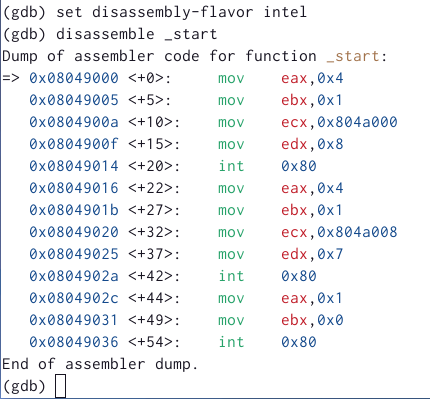 (gdb) set disassembly-flavor intel
(gdb) disassemble _start
Dump of assembler code for function _start:
=> 0x08049000 <+0>:     mov    eax,0x4
   0x08049005 <+5>:     mov    ebx,0x1
   0x0804900a <+10>:    mov    ecx,0x804a000
   0x0804900f <+15>:    mov    edx,0x8
   0x08049014 <+20>:    int    0x80
   0x08049016 <+22>:    mov    eax,0x4
   0x0804901b <+27>:    mov    ebx,0x1
   0x08049020 <+32>:    mov    ecx,0x804a008
   0x08049025 <+37>:    mov    edx,0x7
   0x0804902a <+42>:    int    0x80
   0x0804902c <+44>:    mov    eax,0x1
   0x08049031 <+49>:    mov    ebx,0x0
   0x08049036 <+54>:    int    0x80
End of assembler dump.
(gdb)